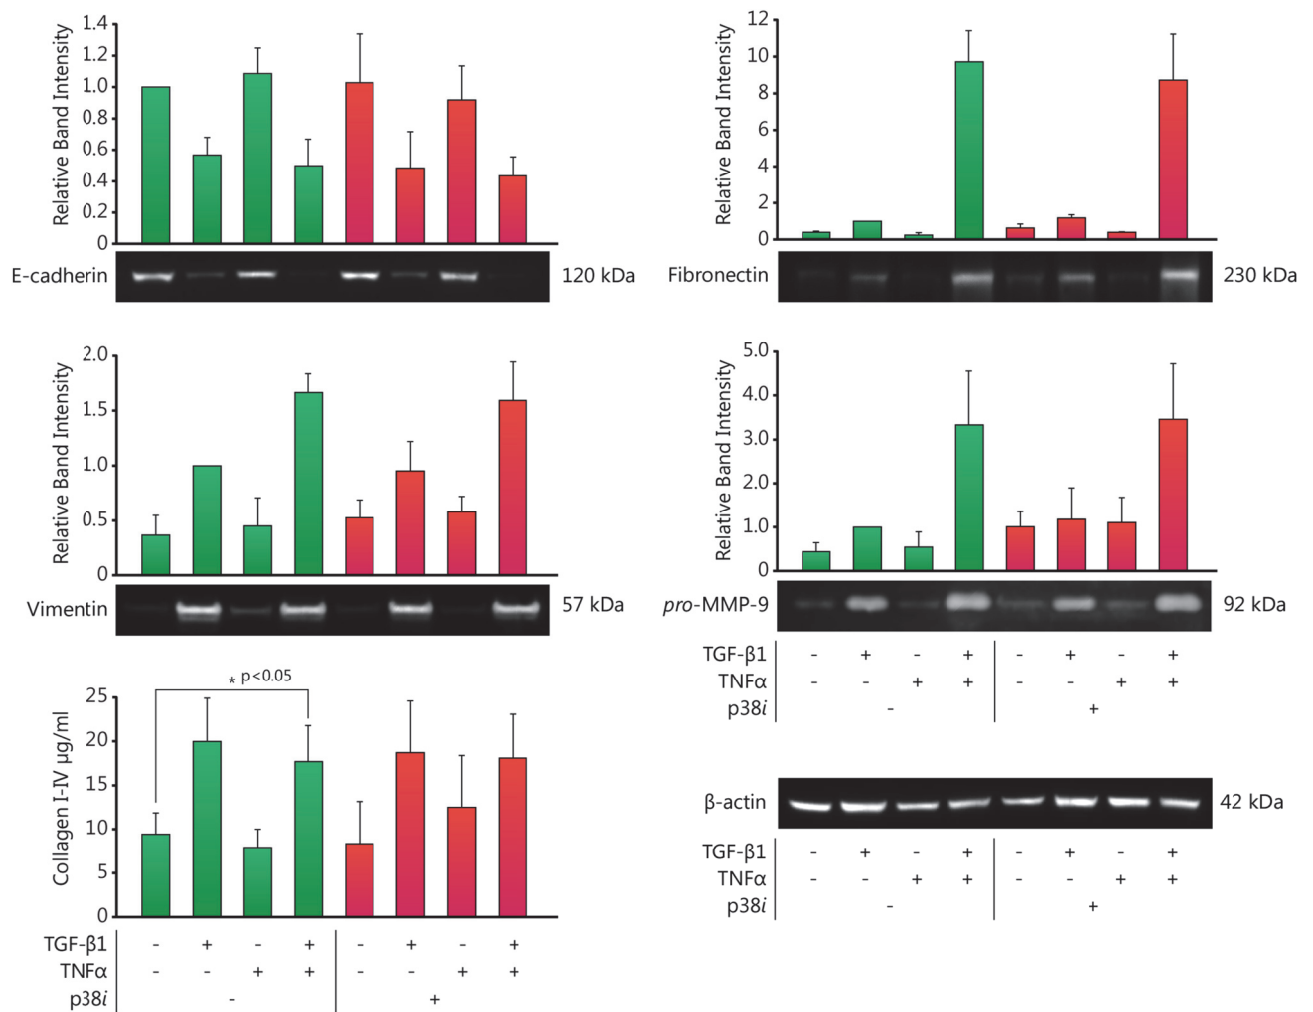 Relative Band Intensity
1.4
1.2
1.0
0.8
0.6
0.4
0.2
0
E-cadherin 120 kDa
Relative Band Intensity
12
10
8
6
4
2
0
Fibronectin 230 kDa
Relative Band Intensity
2.0
1.5
1.0
0.5
0
Vimentin 57 kDa
Relative Band Intensity
5.0
4.0
3.0
2.0
1.0
0
pro-MMP-9 92 kDa
TGF-β1 - + - + - + - +
TNFα - - + + - - + +
p38i - +
* p<0.05
Collagen I-IV µg/ml
25
20
15
10
5
0
TGF-β1 - + - + - + - +
TNFα - - + + - - + +
p38i - +
β-actin 42 kDa
TGF-β1 - + - + - + - +
TNFα - - + + - - + +
p38i - +